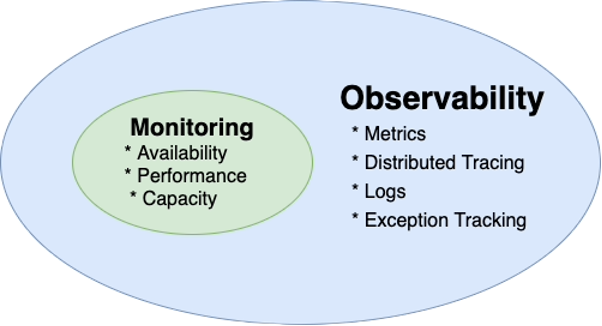 Monitoring
* Availability
* Performance
* Capacity
Observability
* Metrics
* Distributed Tracing
* Logs
* Exception Tracking